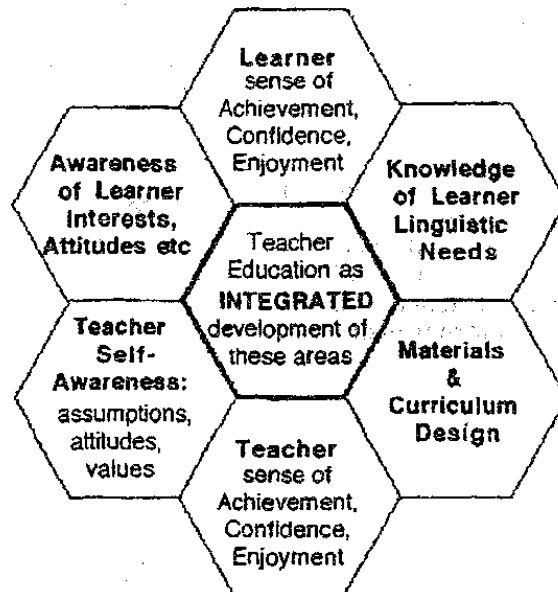 Learner
sense of
Achievement,
Confidence,
Enjoyment
Awareness
of Learner
Interests,
Attitudes etc
Knowledge
of Learner
Linguistic
Needs
Teacher
Education as
INTEGRATED
development of
these areas
Teacher
Self-
Awareness:
assumptions,
attitudes,
values
Materials
&
Curriculum
Design
Teacher
sense of
Achievement,
Confidence,
Enjoyment